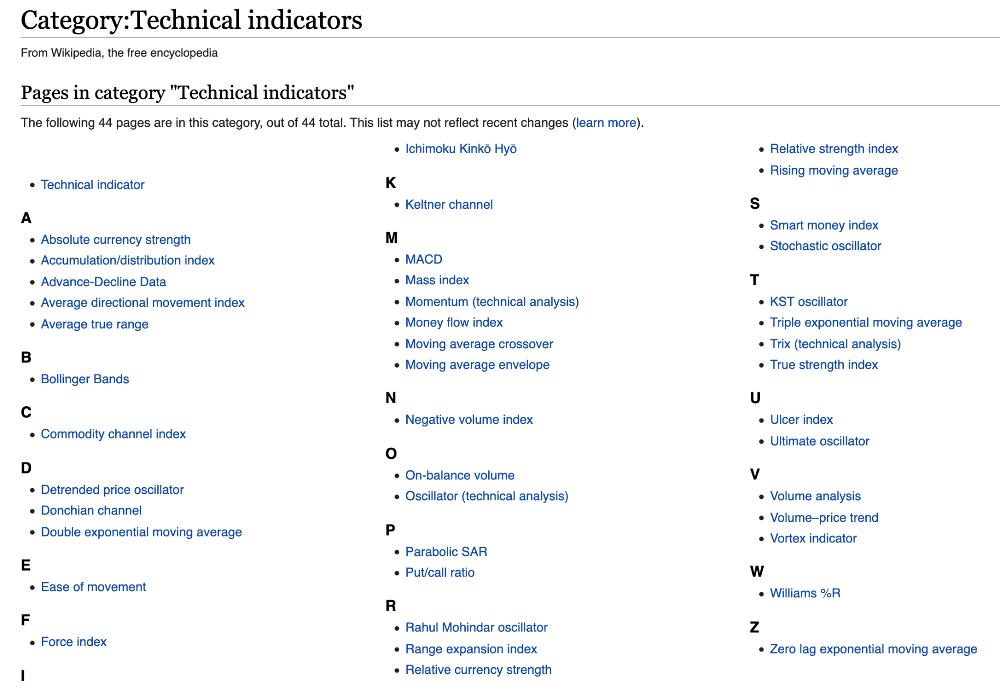 Category:Technical indicators
From Wikipedia, the free encyclopedia
Pages in category "Technical indicators"
The following 44 pages are in this category, out of 44 total. This list may not reflect recent changes (learn more).
Technical indicator
A
Absolute currency strength
Accumulation/distribution index
Advance-Decline Data
Average directional movement index
Average true range
B
Bollinger Bands
C
Commodity channel index
D
Detrended price oscillator
Donchian channel
Double exponential moving average
E
Ease of movement
F
Force index
I
Ichimoku Kinkō Hyō
K
Keltner channel
M
MACD
Mass index
Momentum (technical analysis)
Money flow index
Moving average crossover
Moving average envelope
N
Negative volume index
O
On-balance volume
Oscillator (technical analysis)
P
Parabolic SAR
Put/call ratio
R
Rahul Mohindar oscillator
Range expansion index
Relative currency strength
Relative strength index
Rising moving average
S
Smart money index
Stochastic oscillator
T
KST oscillator
Triple exponential moving average
Trix (technical analysis)
True strength index
U
Ulcer index
Ultimate oscillator
V
Volume analysis
Volume–price trend
Vortex indicator
W
Williams %R
Z
Zero lag exponential moving average